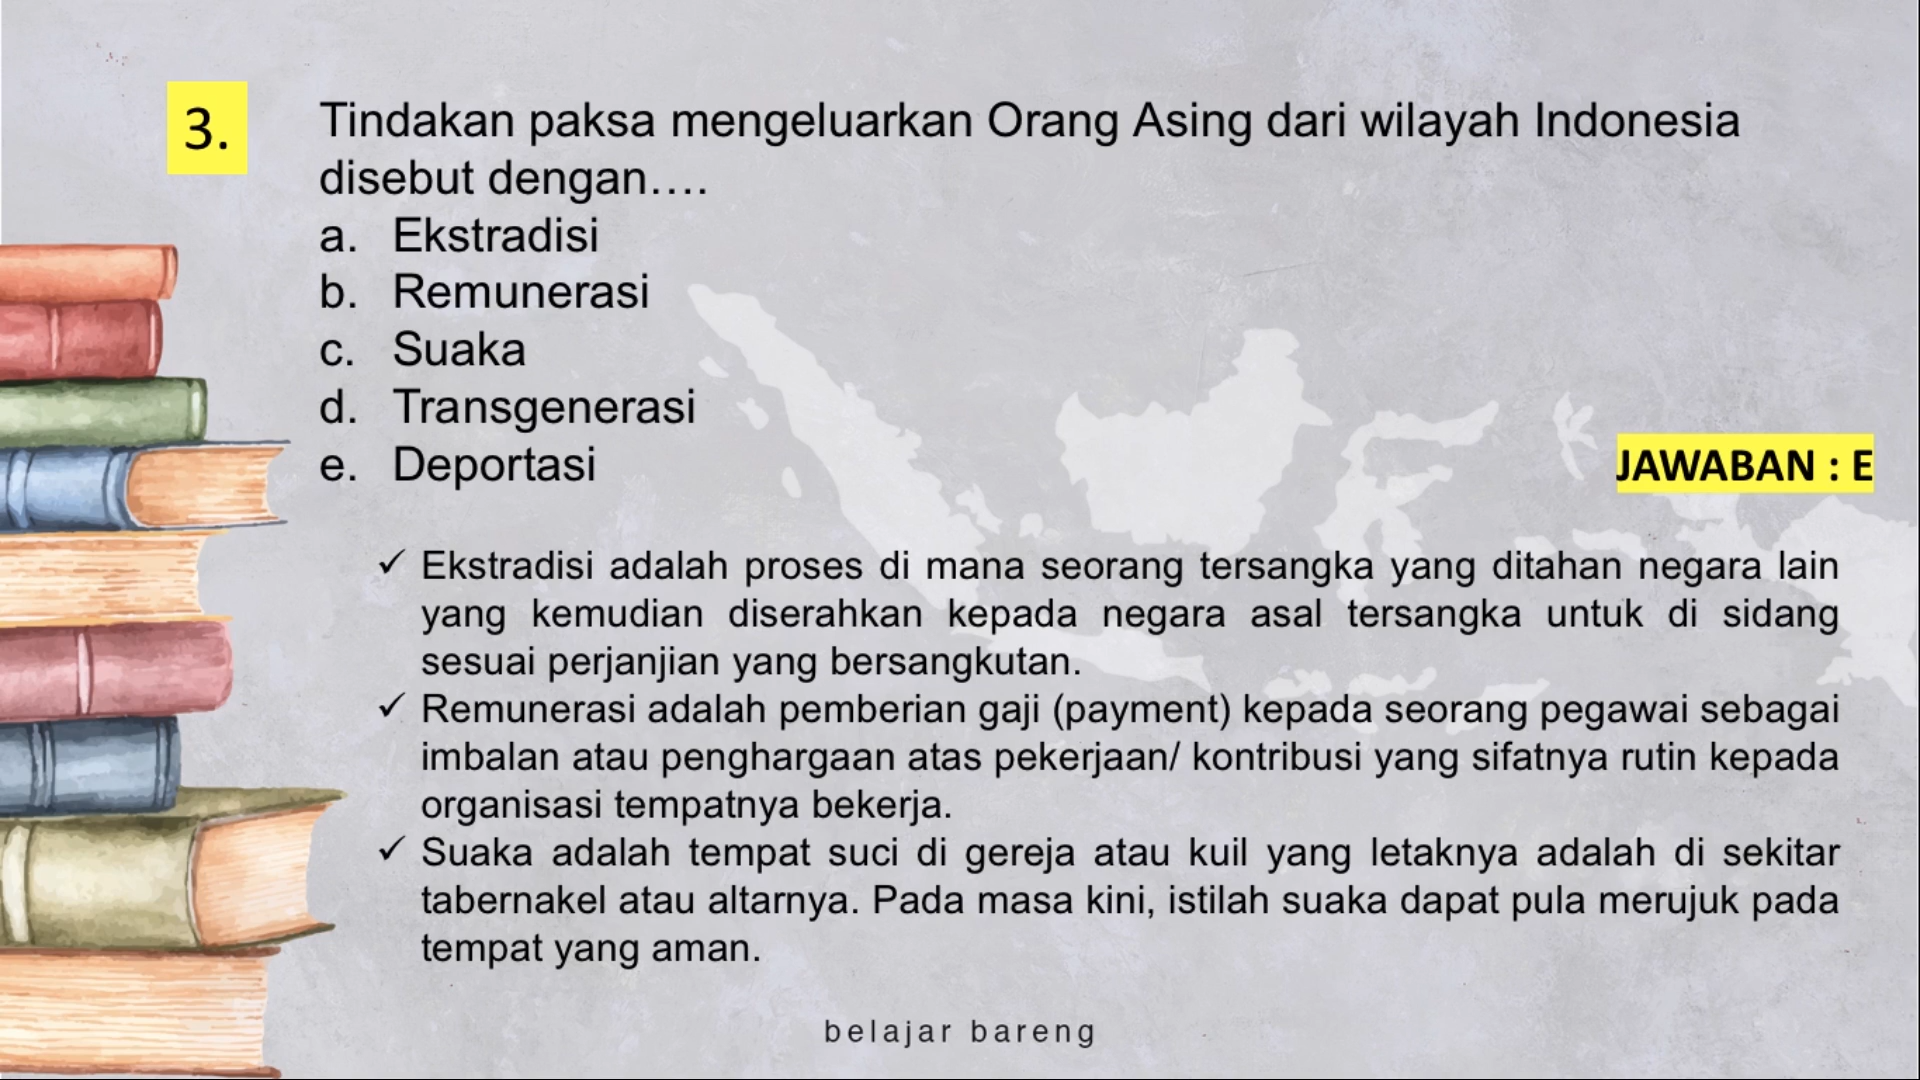 3.
Tindakan paksa mengeluarkan Orang Asing dari wilayah Indonesia
disebut dengan....
a. Ekstradisi
b. Remunerasi
c. Suaka
d. Transgenerasi
e. Deportasi
JAWABAN : E
✓ Ekstradisi adalah proses di mana seorang tersangka yang ditahan negara lain
yang kemudian diserahkan kepada negara asal tersangka untuk di sidang
sesuai perjanjian yang bersangkutan.
✓ Remunerasi adalah pemberian gaji (payment) kepada seorang pegawai sebagai
imbalan atau penghargaan atas pekerjaan/ kontribusi yang sifatnya rutin kepada
organisasi tempatnya bekerja.
✓ Suaka adalah tempat suci di gereja atau kuil yang letaknya adalah di sekitar
tabernakel atau altarnya. Pada masa kini, istilah suaka dapat pula merujuk pada
tempat yang aman.
belajar bareng